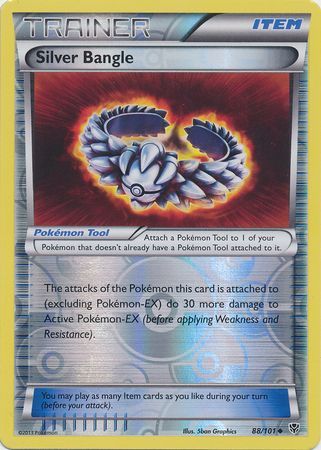 TRAINER
ITEM
Silver Bangle
Pokémon Tool
Attach a Pokémon Tool to 1 of your
Pokémon that doesn't already have a Pokémon Tool attached to it.
The attacks of the Pokémon this card is attached to
(excluding Pokémon-EX) do 30 more damage to
Active Pokémon-EX (before applying Weakness and
Resistance).
You may play as many Item cards as you like during your turn
(before your attack).
©2013 Pokémon
Illus. 5ban Graphics
88/101